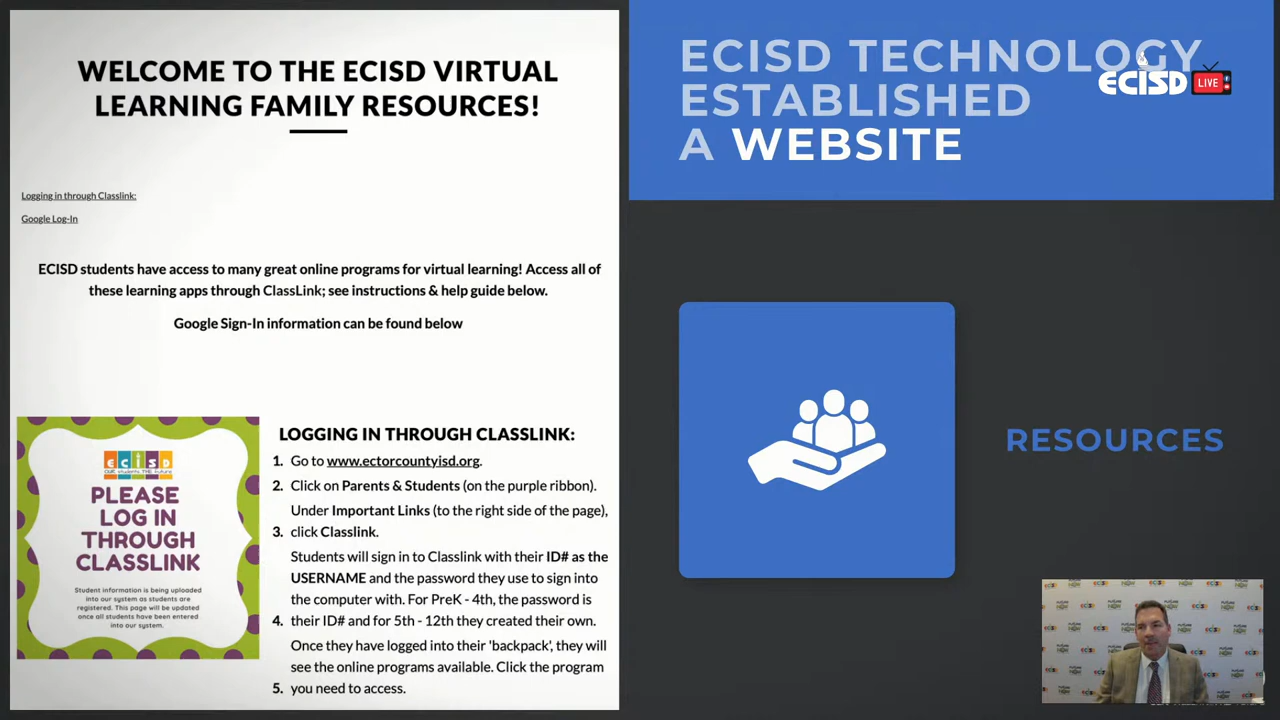 WELCOME TO THE ECISD VIRTUAL
LEARNING FAMILY RESOURCES!
Logging in through Classlink:
Google Log-In
ECISD students have access to many great online programs for virtual learning! Access all of
these learning apps through ClassLink; see instructions & help guide below.
Google Sign-In information can be found below
ECISD
OUR students. THE future.
PLEASE
LOG IN
THROUGH
CLASSLINK
Student information is being uploaded
into our system as students are
registered. This page will be updated
once all students have been entered
into our system.
LOGGING IN THROUGH CLASSLINK:
1. Go to www.ectorcountyisd.org.
2. Click on Parents & Students (on the purple ribbon).
Under Important Links (to the right side of the page),
3. click Classlink.
Students will sign in to Classlink with their ID# as the
USERNAME and the password they use to sign into
the computer with. For PreK - 4th, the password is
4. their ID# and for 5th - 12th they created their own.
Once they have logged into their 'backpack', they will
see the online programs available. Click the program
5. you need to access.
ECISD TECHNOLOGY
ESTABLISHED
A WEBSITE
ECISD LIVE
RESOURCES